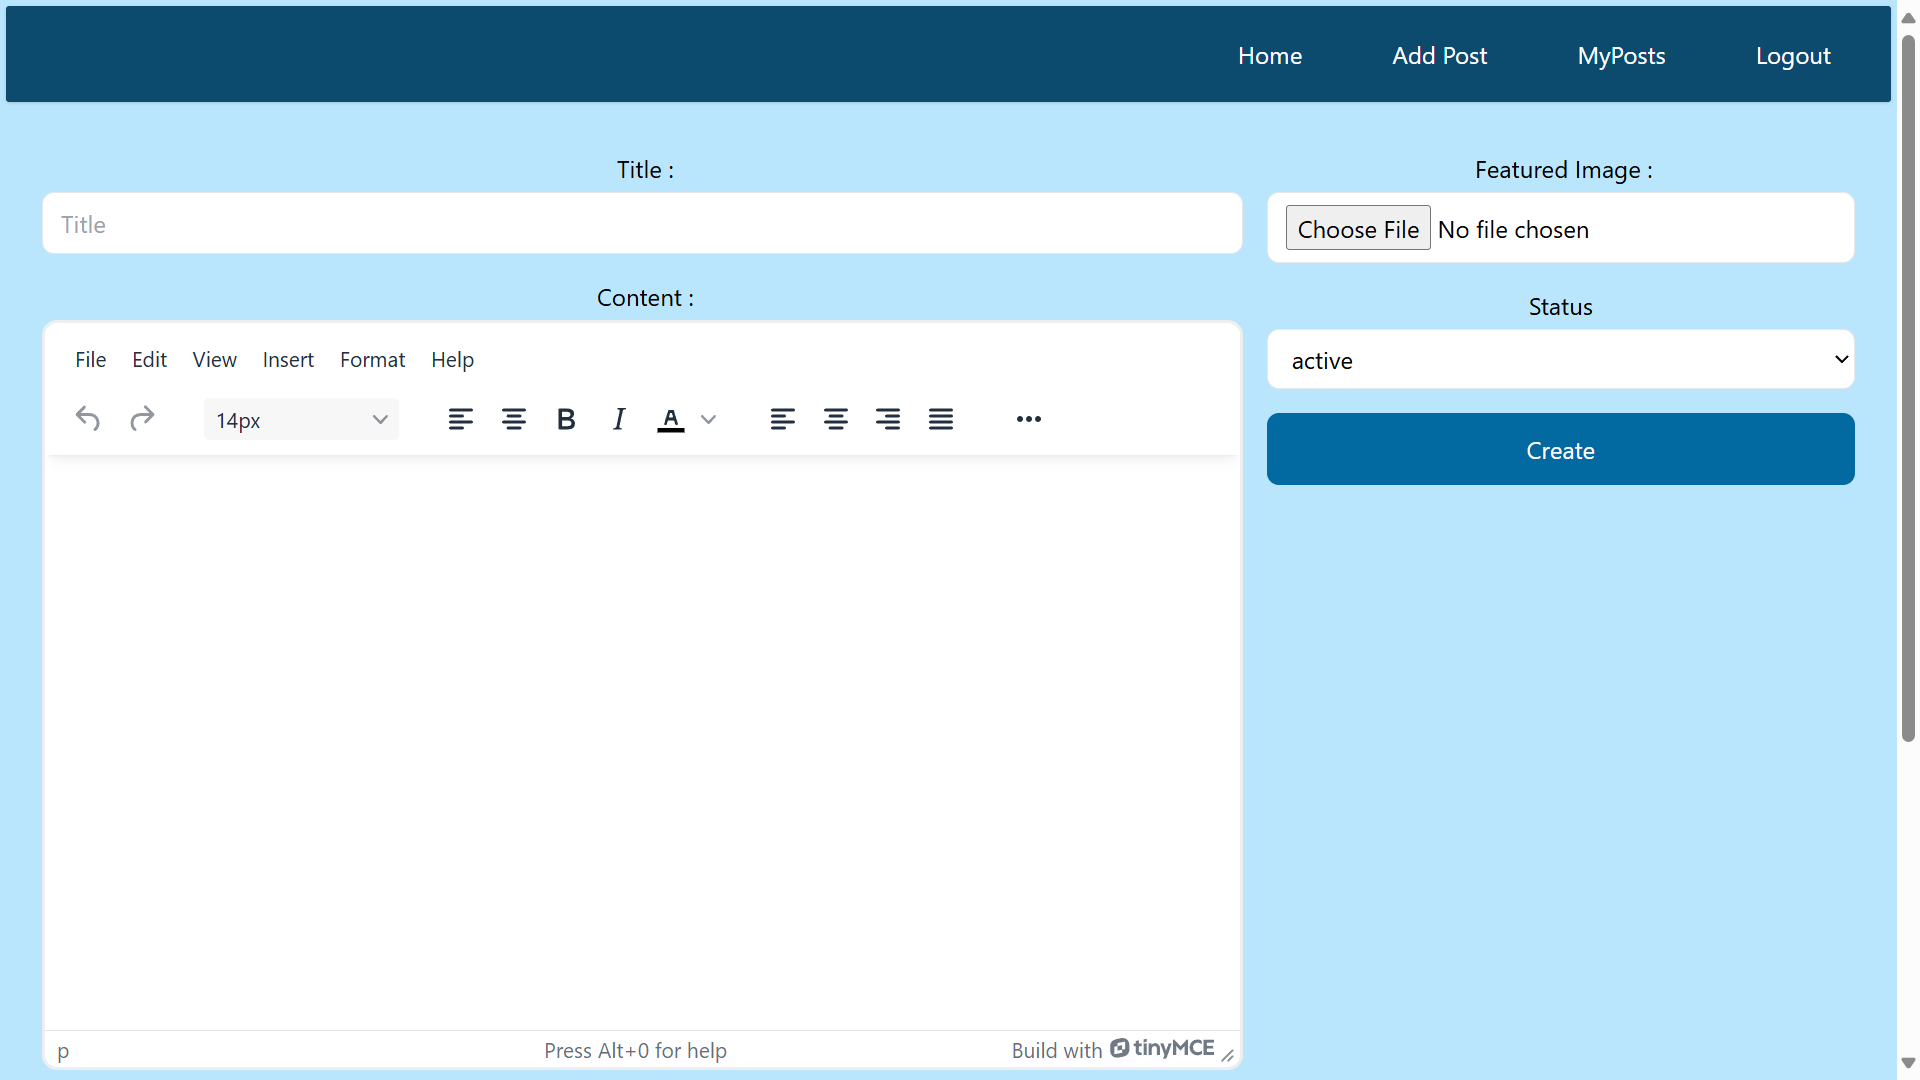 Home Add Post MyPosts Logout
Title :
Title
Content :
File Edit View Insert Format Help
14px B I A
p Press Alt+0 for help Build with tinyMCE
Featured Image :
Choose File No file chosen
Status
active
Create